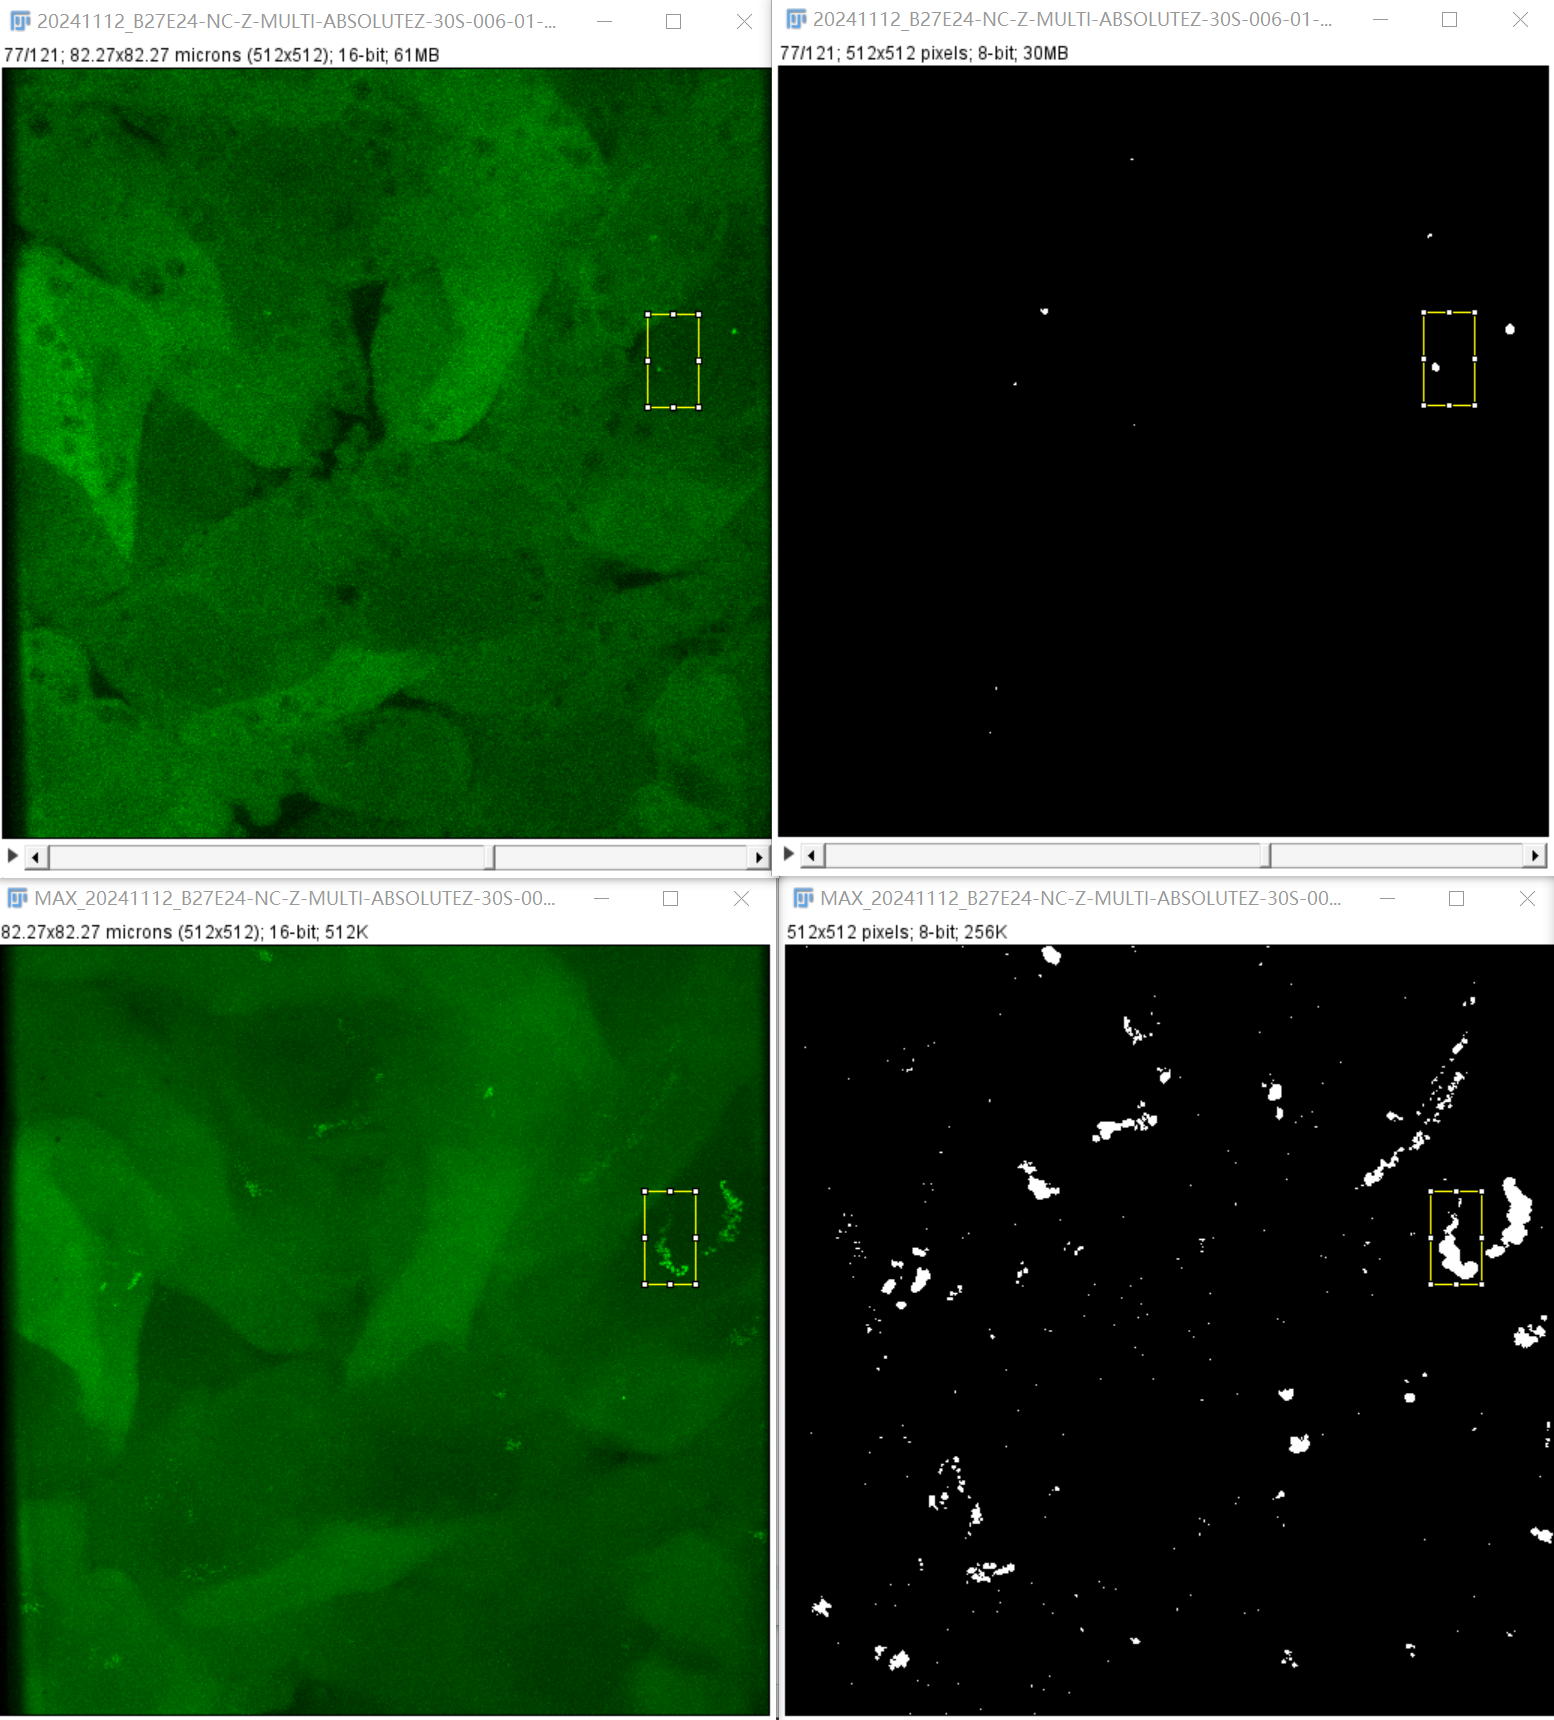 20241112_B27E24-NC-Z-MULTI-ABSOLUTEZ-30S-006-01-...
77/121; 82.27x82.27 microns (512x512); 16-bit; 61MB
20241112_B27E24-NC-Z-MULTI-ABSOLUTEZ-30S-006-01-...
77/121; 512x512 pixels; 8-bit; 30MB
MAX_20241112_B27E24-NC-Z-MULTI-ABSOLUTEZ-30S-00...
82.27x82.27 microns (512x512); 16-bit; 512K
MAX_20241112_B27E24-NC-Z-MULTI-ABSOLUTEZ-30S-00...
512x512 pixels; 8-bit; 256K